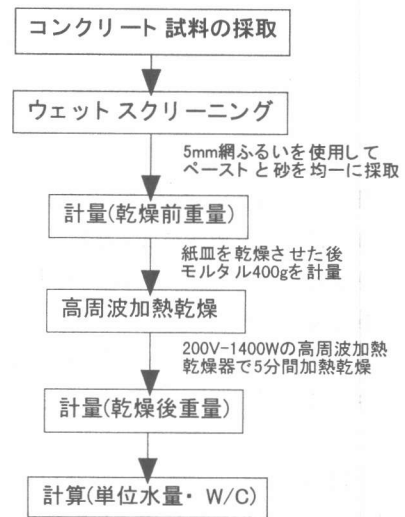 コンクリート試料の採取
ウェットスクリーニング
5mm網ふるいを使用して
ペーストと砂を均一に採取
計量(乾燥前重量)
紙皿を乾燥させた後
モルタル400gを計量
高周波加熱乾燥
200V-1400Wの高周波加熱
乾燥器で5分間加熱乾燥
計量(乾燥後重量)
計算(単位水量・W/C)